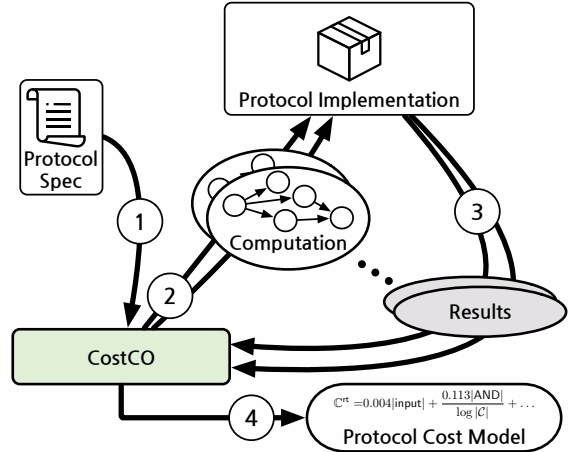 Protocol Implementation
Protocol
Spec
1
Computation
3
2
Results
CostCO
ℂ^rt =0.004|input| + 0.113|AND| / log |𝒞| + ...
4
Protocol Cost Model